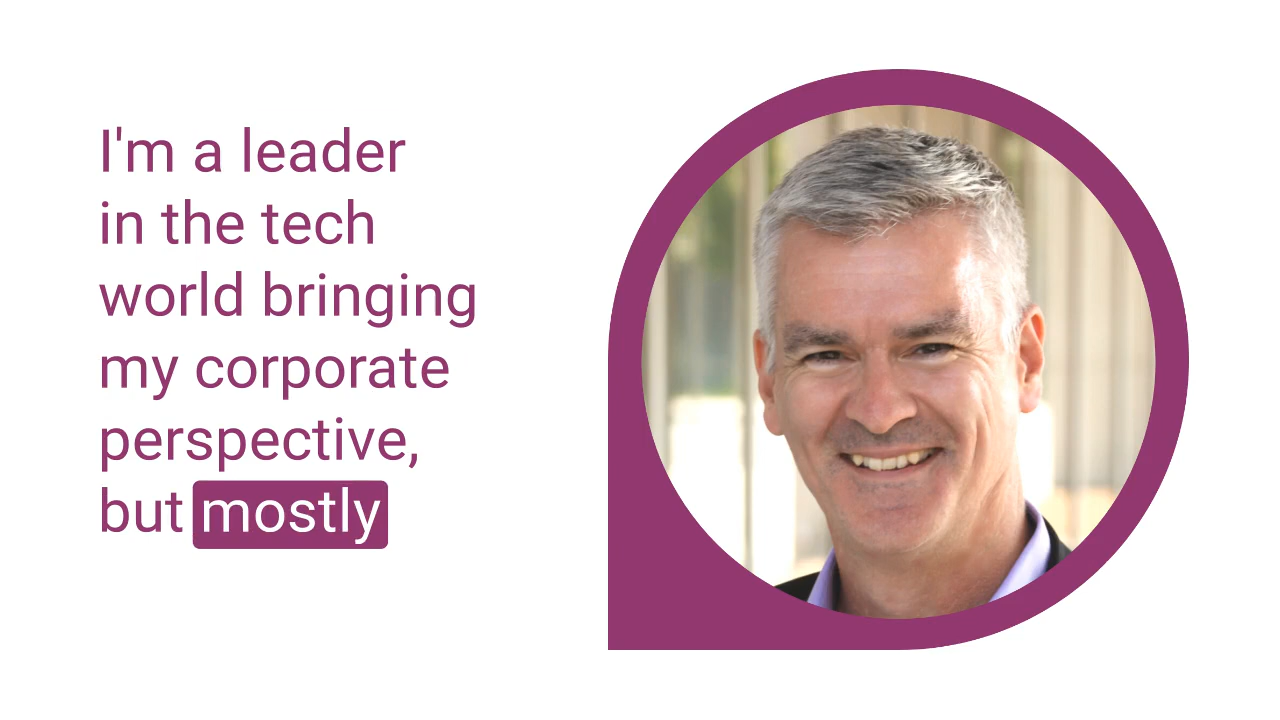 I'm a leader
in the tech
world bringing
my corporate
perspective,
but mostly